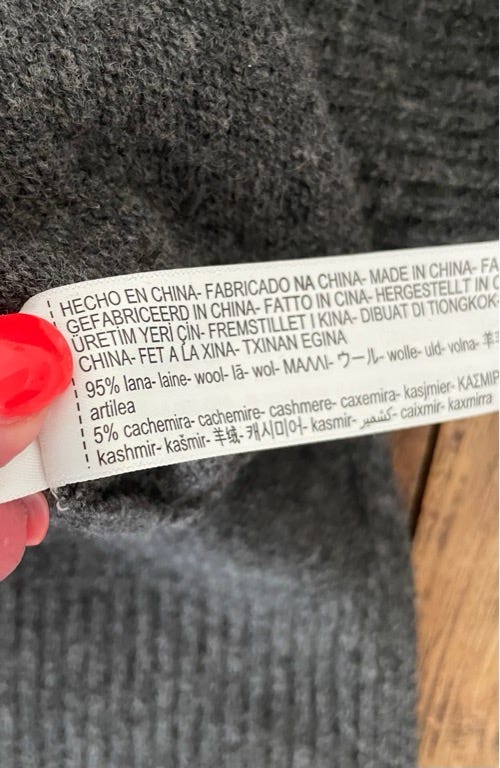 HECHO EN CHINA- FABRICADO NA CHINA- MADE IN CHINA- FA
GEFABRICEERD IN CHINA- FATTO IN CINA- HERGESTELLT IN C
ÜRETİM YERİ ÇİN- FREMSTILLET I KINA- DIBUAT DI TIONGKOK
CHINA- FET A LA XINA- TXINAN EGINA
95% lana- laine- wool- lã- wol- ΜΑΛΛΙ- ウール- wolle- uld- volna- 羊
artilea
5% cachemira- cachemire- cashmere- caxemira- kasjmier- ΚΑΣΜΙΡ
kashmir- kašmir- 羊绒- 캐시미어- kasmir- كشمير- caixmir- kaxmirra